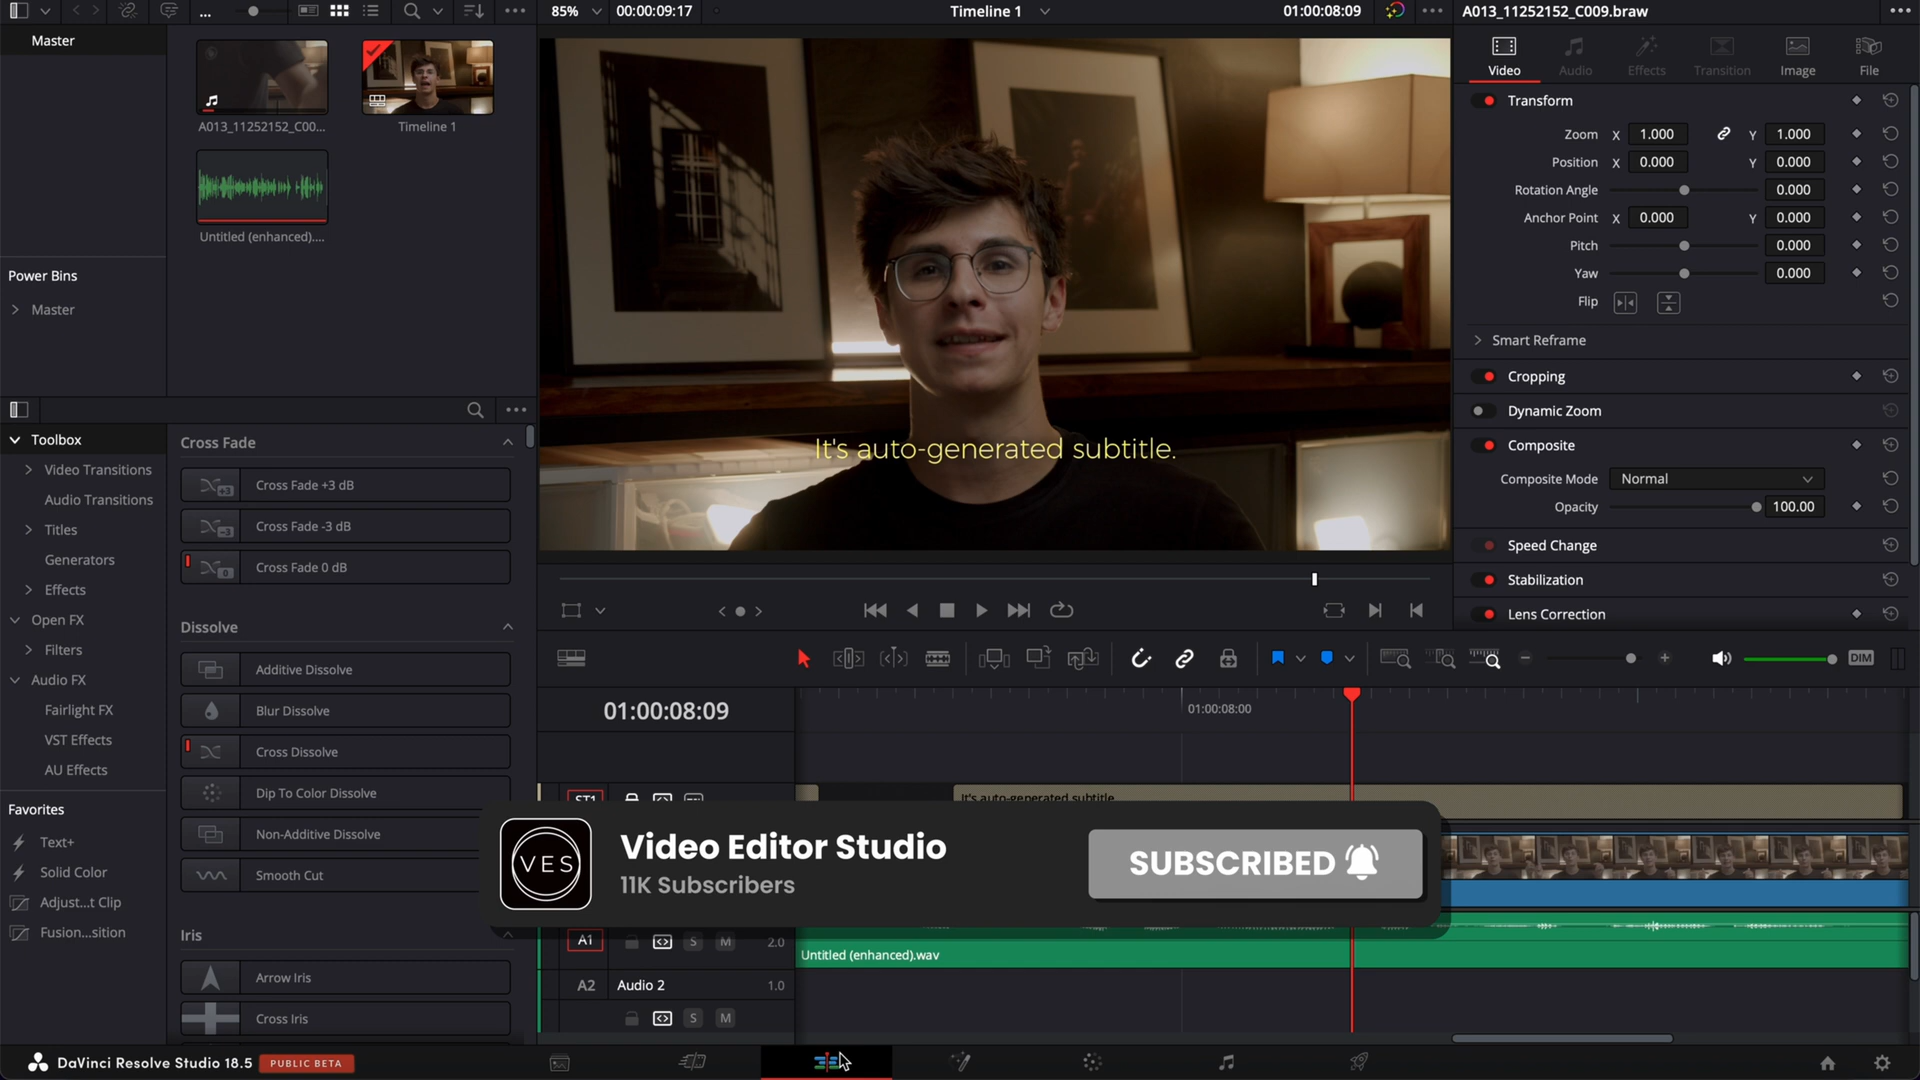 85%
00:00:09:17
Timeline 1
01:00:08:09
A013_11252152_C009.braw
Master
A013_11252152_C00...
Timeline 1
Untitled (enhanced)....
Power Bins
Master
Video
Audio
Effects
Transition
Image
File
Transform
Zoom X 1.000 Y 1.000
Position X 0.000 Y 0.000
Rotation Angle 0.000
Anchor Point X 0.000 Y 0.000
Pitch 0.000
Yaw 0.000
Flip
Smart Reframe
Cropping
Dynamic Zoom
Composite
Composite Mode Normal
Opacity 100.00
Speed Change
Stabilization
Lens Correction
It's auto-generated subtitle.
Toolbox
Video Transitions
Audio Transitions
Titles
Generators
Effects
Open FX
Filters
Audio FX
Fairlight FX
VST Effects
AU Effects
Favorites
Text+
Solid Color
Adjust...t Clip
Fusion...sition
Cross Fade
+3
Cross Fade +3 dB
-3
Cross Fade -3 dB
0
Cross Fade 0 dB
Dissolve
Additive Dissolve
Blur Dissolve
Cross Dissolve
Dip To Color Dissolve
Non-Additive Dissolve
Smooth Cut
Iris
Arrow Iris
Cross Iris
DIM
01:00:08:09
01:00:08:00
ST1
It's auto-generated subtitle.
VES
Video Editor Studio
11K Subscribers
SUBSCRIBED
A1 S M 2.0
Untitled (enhanced).wav
A2 Audio 2 1.0
S M
DaVinci Resolve Studio 18.5 PUBLIC BETA